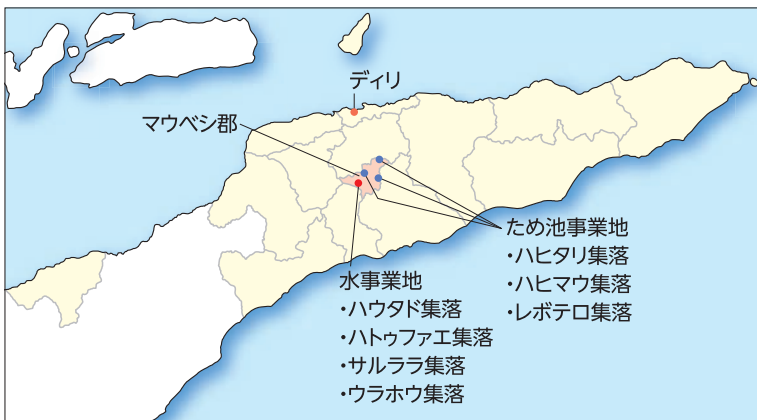 ディリ
マウベシ郡
ため池事業地
・ハヒタリ集落
・ハヒマウ集落
・レボテロ集落
水事業地
・ハウタド集落
・ハトゥファエ集落
・サルララ集落
・ウラホウ集落